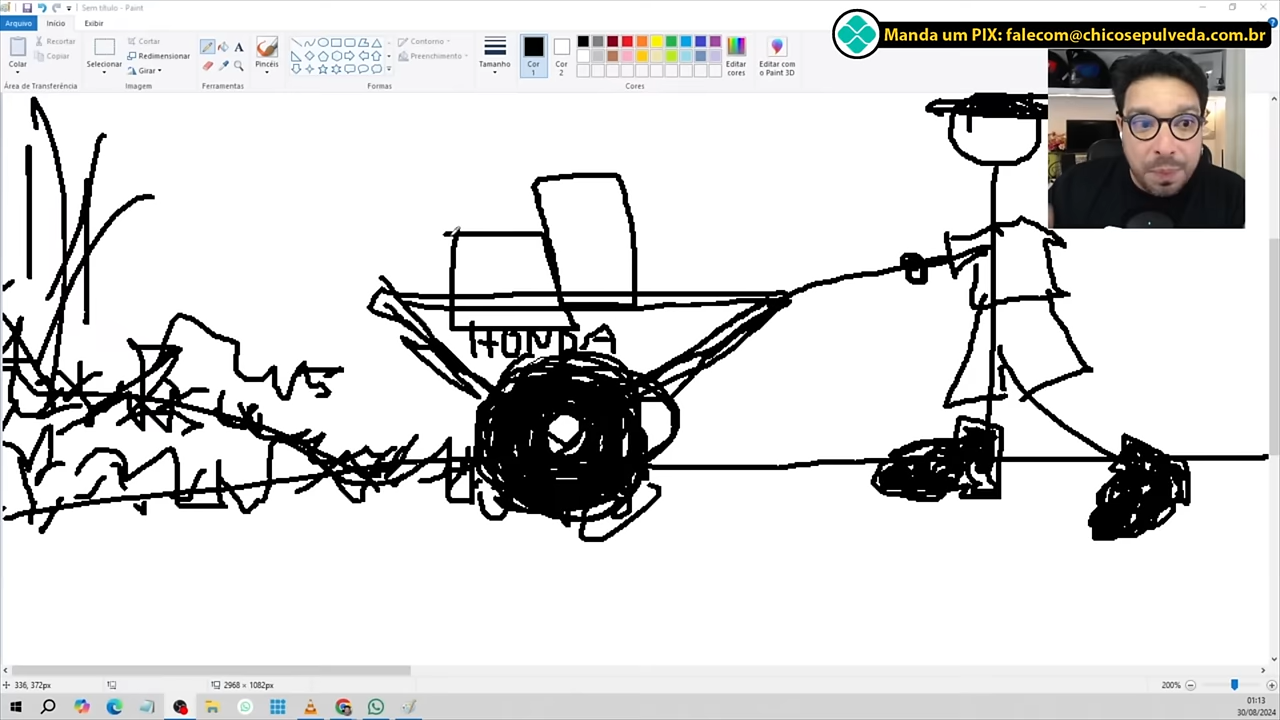 Sem título - Paint
Manda um PIX: falecom@chicosepulveda.com.br
Arquivo Início Exibir
Colar
Recortar
Copiar
Área de Transferência
Selecionar
Cortar
Redimensionar
Girar
Imagem
A
Ferramentas
Pincéis
Contorno
Preenchimento
Formas
Tamanho
Cor 1
Cor 2
Editar cores
Editar com o Paint 3D
Cores
HONDA
336, 372px
2968 × 1082px
200%
01:13
30/08/2024